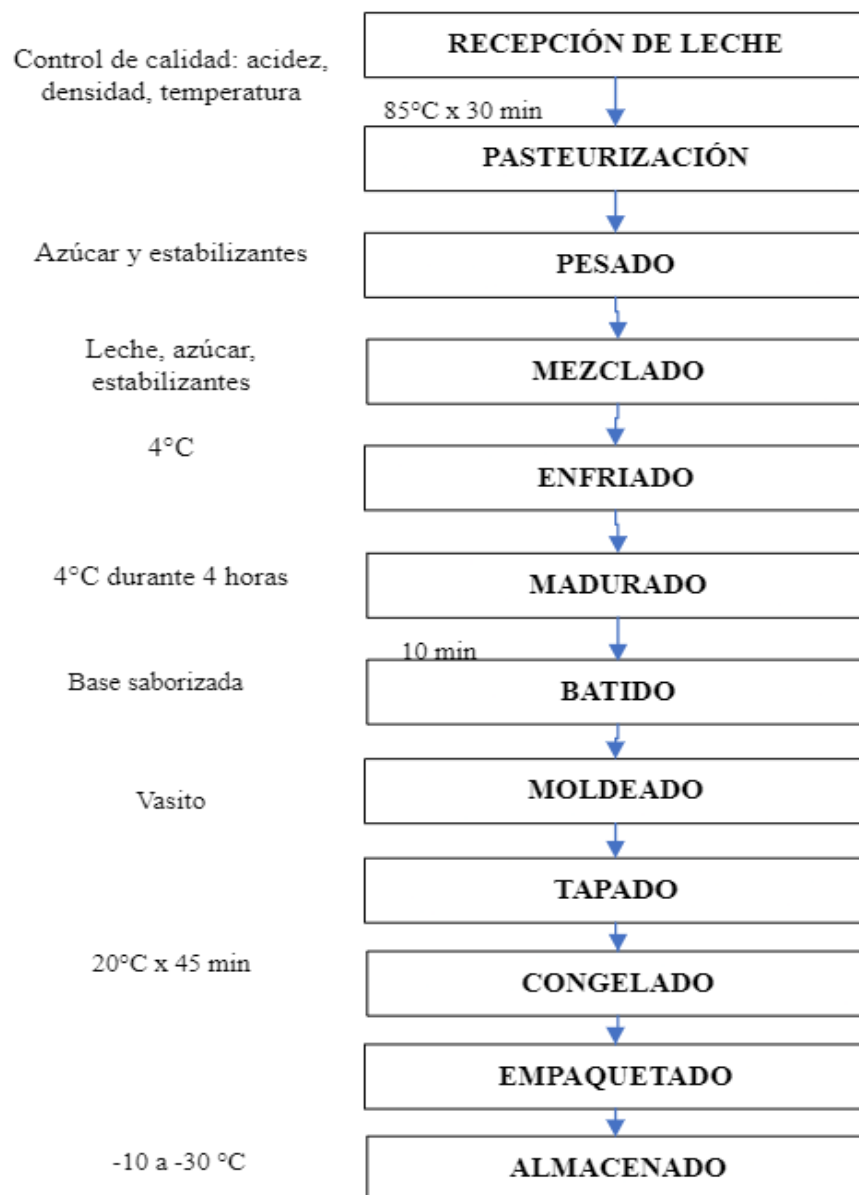 RECEPCIÓN DE LECHE
Control de calidad: acidez,
densidad, temperatura
85°C x 30 min
PASTEURIZACIÓN
Azúcar y estabilizantes
PESADO
Leche, azúcar,
estabilizantes
MEZCLADO
4°C
ENFRIADO
4°C durante 4 horas
MADURADO
10 min
Base saborizada
BATIDO
Vasito
MOLDEADO
TAPADO
20°C x 45 min
CONGELADO
EMPAQUETADO
-10 a -30 °C
ALMACENADO